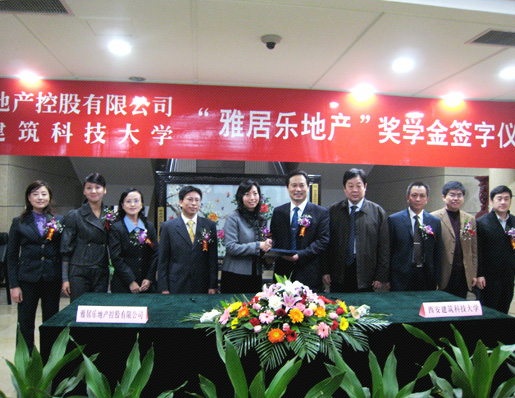 地产控股有限公司
建筑科技大学
“雅居乐地产”奖学金签字仪
雅居乐地产控股有限公司
西安建筑科技大学